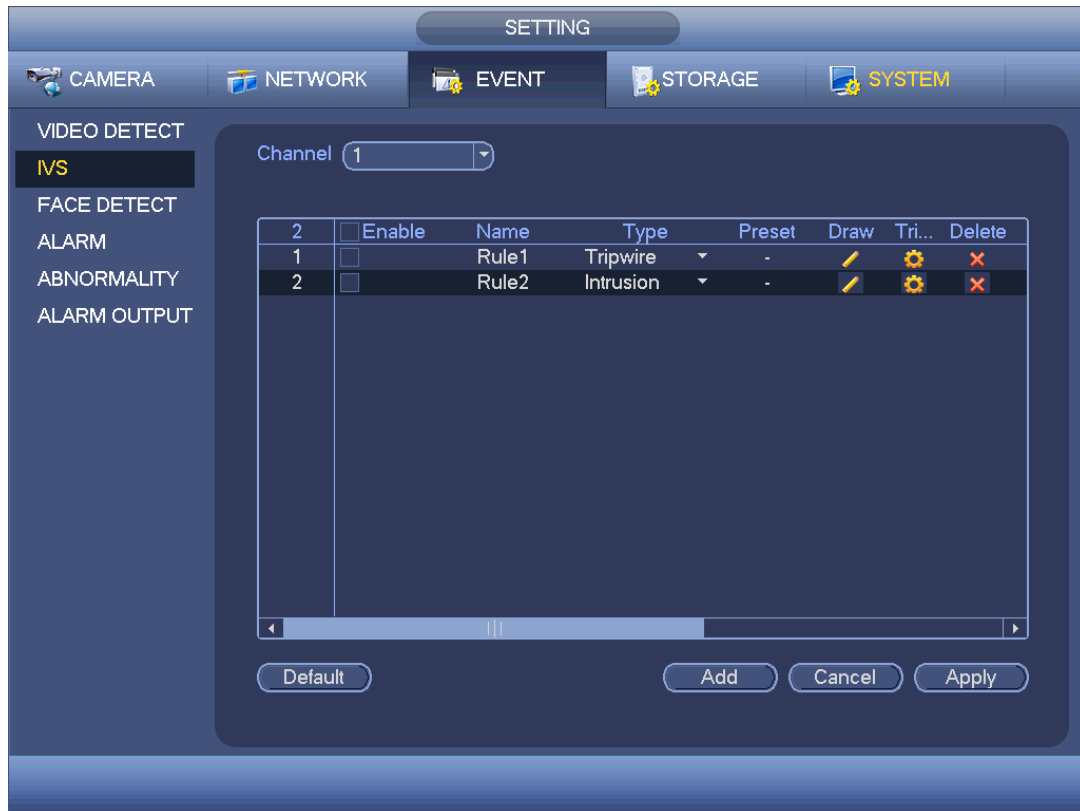 SETTING
CAMERA NETWORK EVENT STORAGE SYSTEM
VIDEO DETECT
IVS
FACE DETECT
ALARM
ABNORMALITY
ALARM OUTPUT
Channel 1
2 Enable Name Type Preset Draw Tri... Delete
1 Rule1 Tripwire -
2 Rule2 Intrusion -
Default Add Cancel Apply